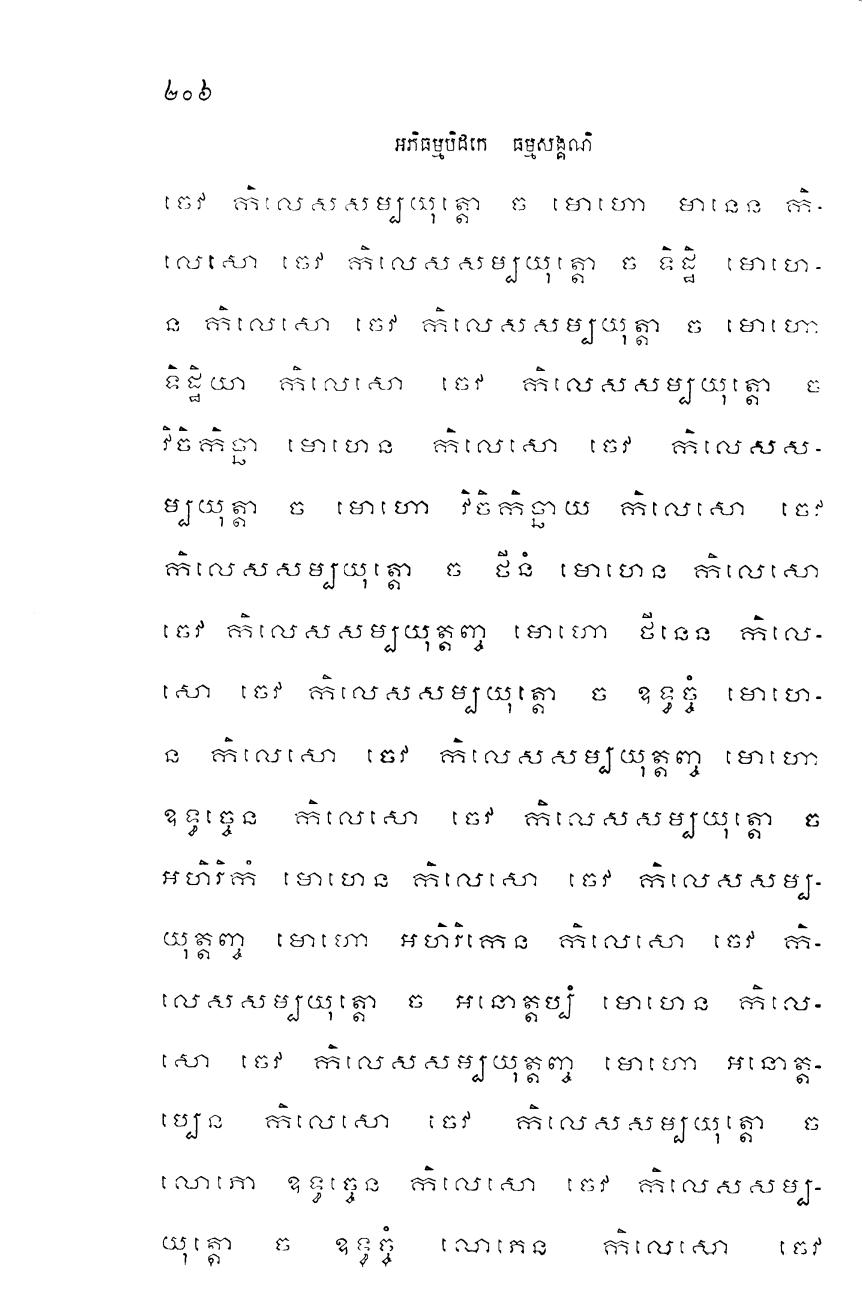 ២០៦
អភិធម្មបិដកេ ធម្មសង្គណិ
ចេវ កិលេសសម្បយុត្តោ ច មោហោ មានេន កិ-
លេសោ ចេវ កិលេសសម្បយុត្តោ ច ទិដ្ឋិ មោហេ-
ន កិលេសោ ចេវ កិលេសសម្បយុត្តា ច មោហោ
ទិដ្ឋិយា កិលេសោ ចេវ កិលេសសម្បយុត្តោ ច
វិចិកិច្ឆា មោហេន កិលេសោ ចេវ កិលេសស-
ម្បយុត្តា ច មោហោ វិចិកិច្ឆាយ កិលេសោ ចេវ
កិលេសសម្បយុត្តោ ច ថីនំ មោហេន កិលេសោ
ចេវ កិលេសសម្បយុត្តញ្ច មោហោ ថីនេន កិលេ-
សោ ចេវ កិលេសសម្បយុត្តោ ច ឧទ្ធច្ចំ មោហេ-
ន កិលេសោ ចេវ កិលេសសម្បយុត្តញ្ច មោហោ
ឧទ្ធច្ចេន កិលេសោ ចេវ កិលេសសម្បយុត្តោ ច
អហិរិកំ មោហេន កិលេសោ ចេវ កិលេសសម្ប-
យុត្តញ្ច មោហោ អហិរិកេន កិលេសោ ចេវ កិ-
លេសសម្បយុត្តោ ច អនោត្តប្បំ មោហេន កិលេ-
សោ ចេវ កិលេសសម្បយុត្តញ្ច មោហោ អនោត្ត-
ប្បេន កិលេសោ ចេវ កិលេសសម្បយុត្តោ ច
លោភោ ឧទ្ធច្ចេន កិលេសោ ចេវ កិលេសសម្ប-
យុត្តោ ច ឧទ្ធច្ចំ លោភេន កិលេសោ ចេវ